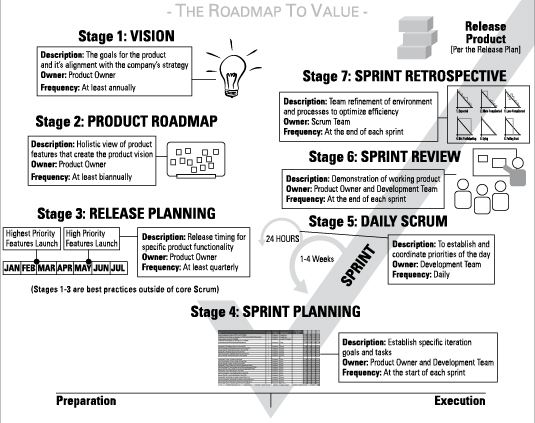 - THE ROADMAP TO VALUE -
Stage 1: VISION
Description: The goals for the product
and it's alignment with the company's strategy
Owner: Product Owner
Frequency: At least annually
Stage 2: PRODUCT ROADMAP
Description: Holistic view of product
features that create the product vision
Owner: Product Owner
Frequency: At least biannually
Stage 3: RELEASE PLANNING
Highest Priority
Features Launch
High Priority
Features Launch
JAN FEB MAR APR MAY JUN JUL
Description: Release timing for
specific product functionality
Owner: Product Owner
Frequency: At least quarterly
(Stages 1-3 are best practices outside of core Scrum)
Stage 4: SPRINT PLANNING
Description: Establish specific iteration
goals and tasks
Owner: Product Owner and Development Team
Frequency: At the start of each sprint
Stage 5: DAILY SCRUM
24 HOURS
1-4 Weeks
SPRINT
Description: To establish and
coordinate priorities of the day
Owner: Development Team
Frequency: Daily
Stage 6: SPRINT REVIEW
Description: Demonstration of working product
Owner: Product Owner and Development Team
Frequency: At the end of each sprint
Stage 7: SPRINT RETROSPECTIVE
Description: Team refinement of environment
and processes to optimize efficiency
Owner: Scrum Team
Frequency: At the end of each sprint
Release
Product
[Per the Release Plan]
Preparation
Execution